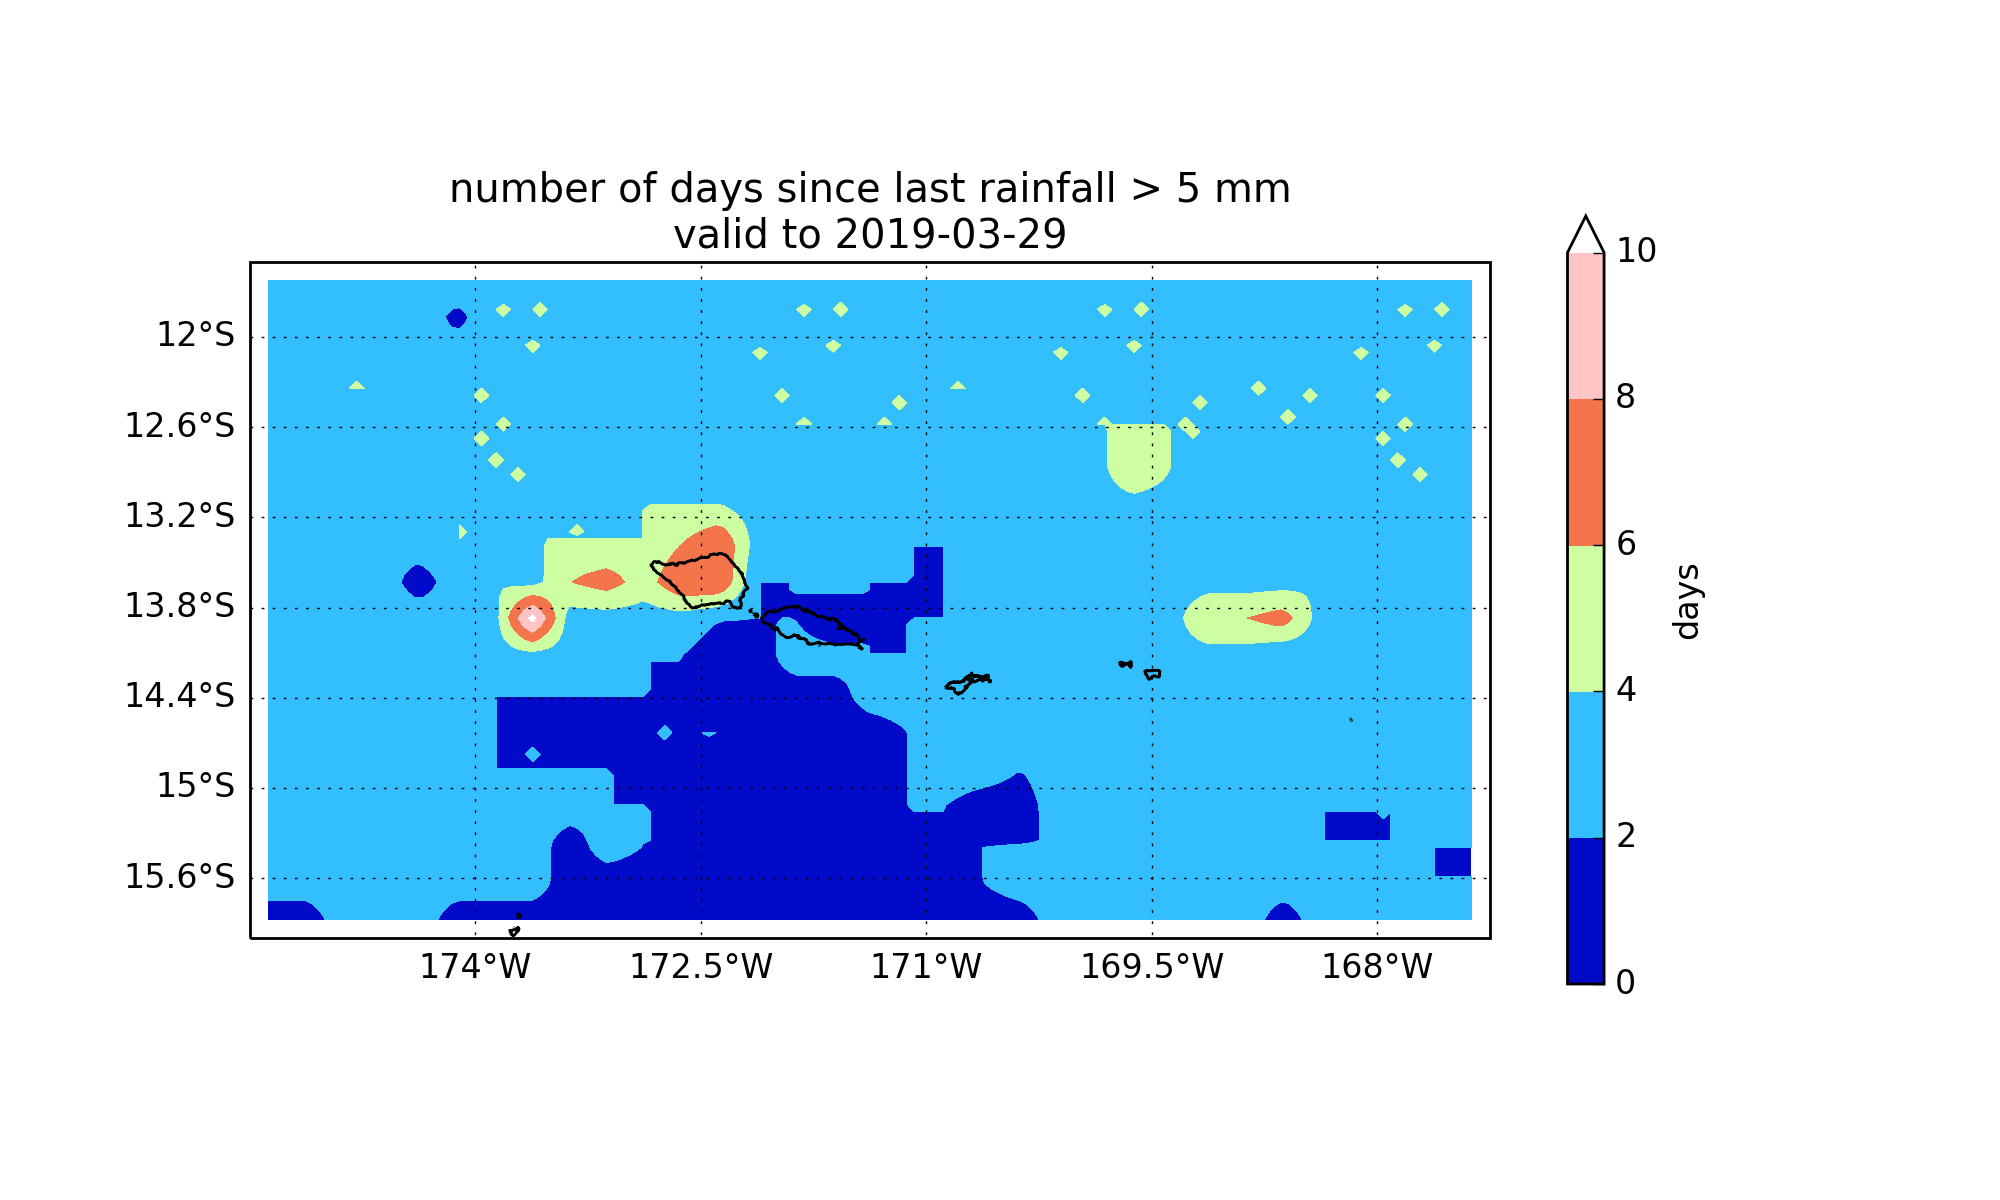 number of days since last rainfall > 5 mm
valid to 2019-03-29
12°S
12.6°S
13.2°S
13.8°S
14.4°S
15°S
15.6°S
174°W
172.5°W
171°W
169.5°W
168°W
10
8
6
4
2
0
days